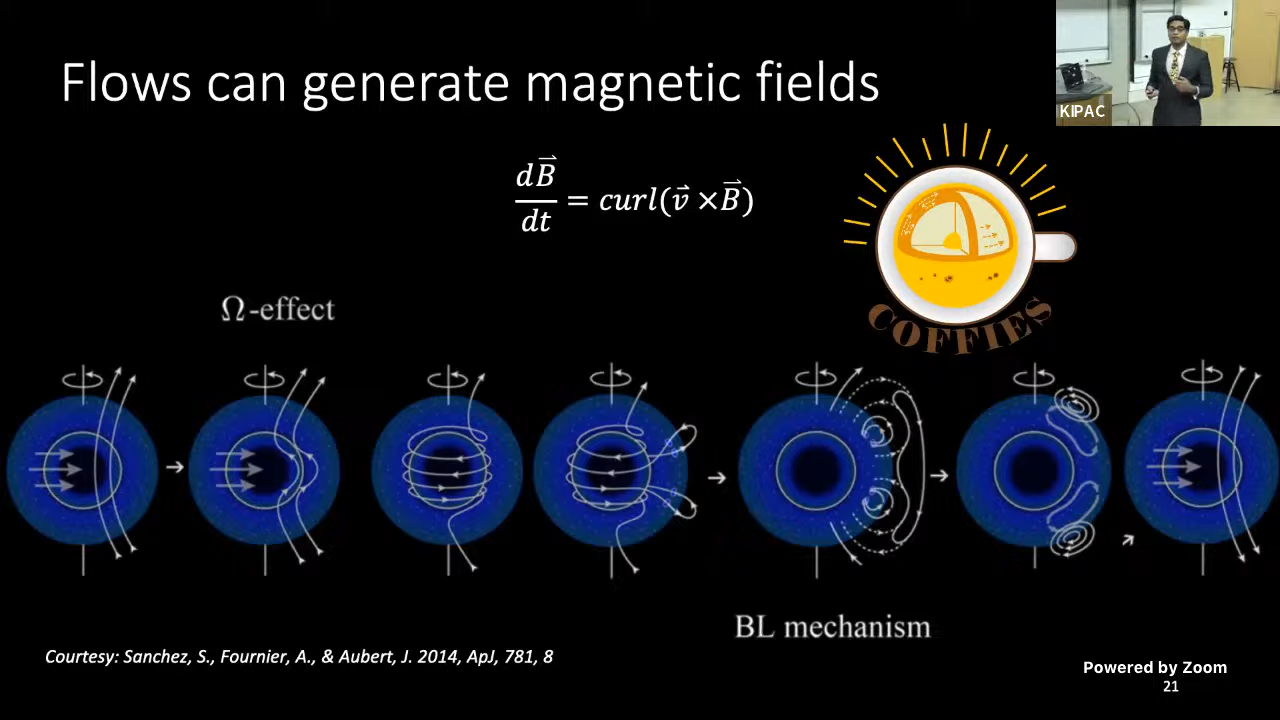 Flows can generate magnetic fields
KIPAC
dB⃗/dt = curl(v⃗ ×B⃗)
COFFIES
Ω-effect
BL mechanism
Courtesy: Sanchez, S., Fournier, A., & Aubert, J. 2014, ApJ, 781, 8
Powered by Zoom
21